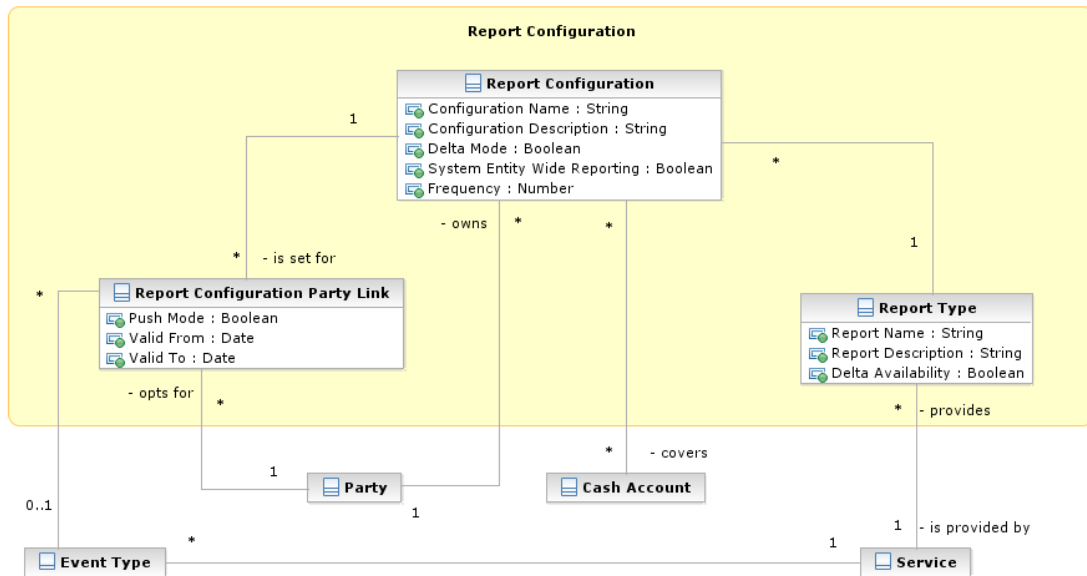 Report Configuration
Report Configuration
Configuration Name : String
Configuration Description : String
Delta Mode : Boolean
System Entity Wide Reporting : Boolean
Frequency : Number
1
*
- owns
*
*
1
*
- is set for
*
Report Configuration Party Link
Push Mode : Boolean
Valid From : Date
Valid To : Date
Report Type
Report Name : String
Report Description : String
Delta Availability : Boolean
- opts for
*
*
- provides
*
- covers
1
Party
1
Cash Account
0..1
*
1
1
- is provided by
Event Type
Service